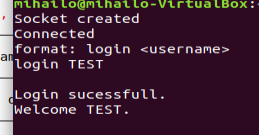 mihailo@mihailo-VirtualBox:
Socket created
Connected
format: login <username>
login TEST
Login sucessfull.
Welcome TEST.